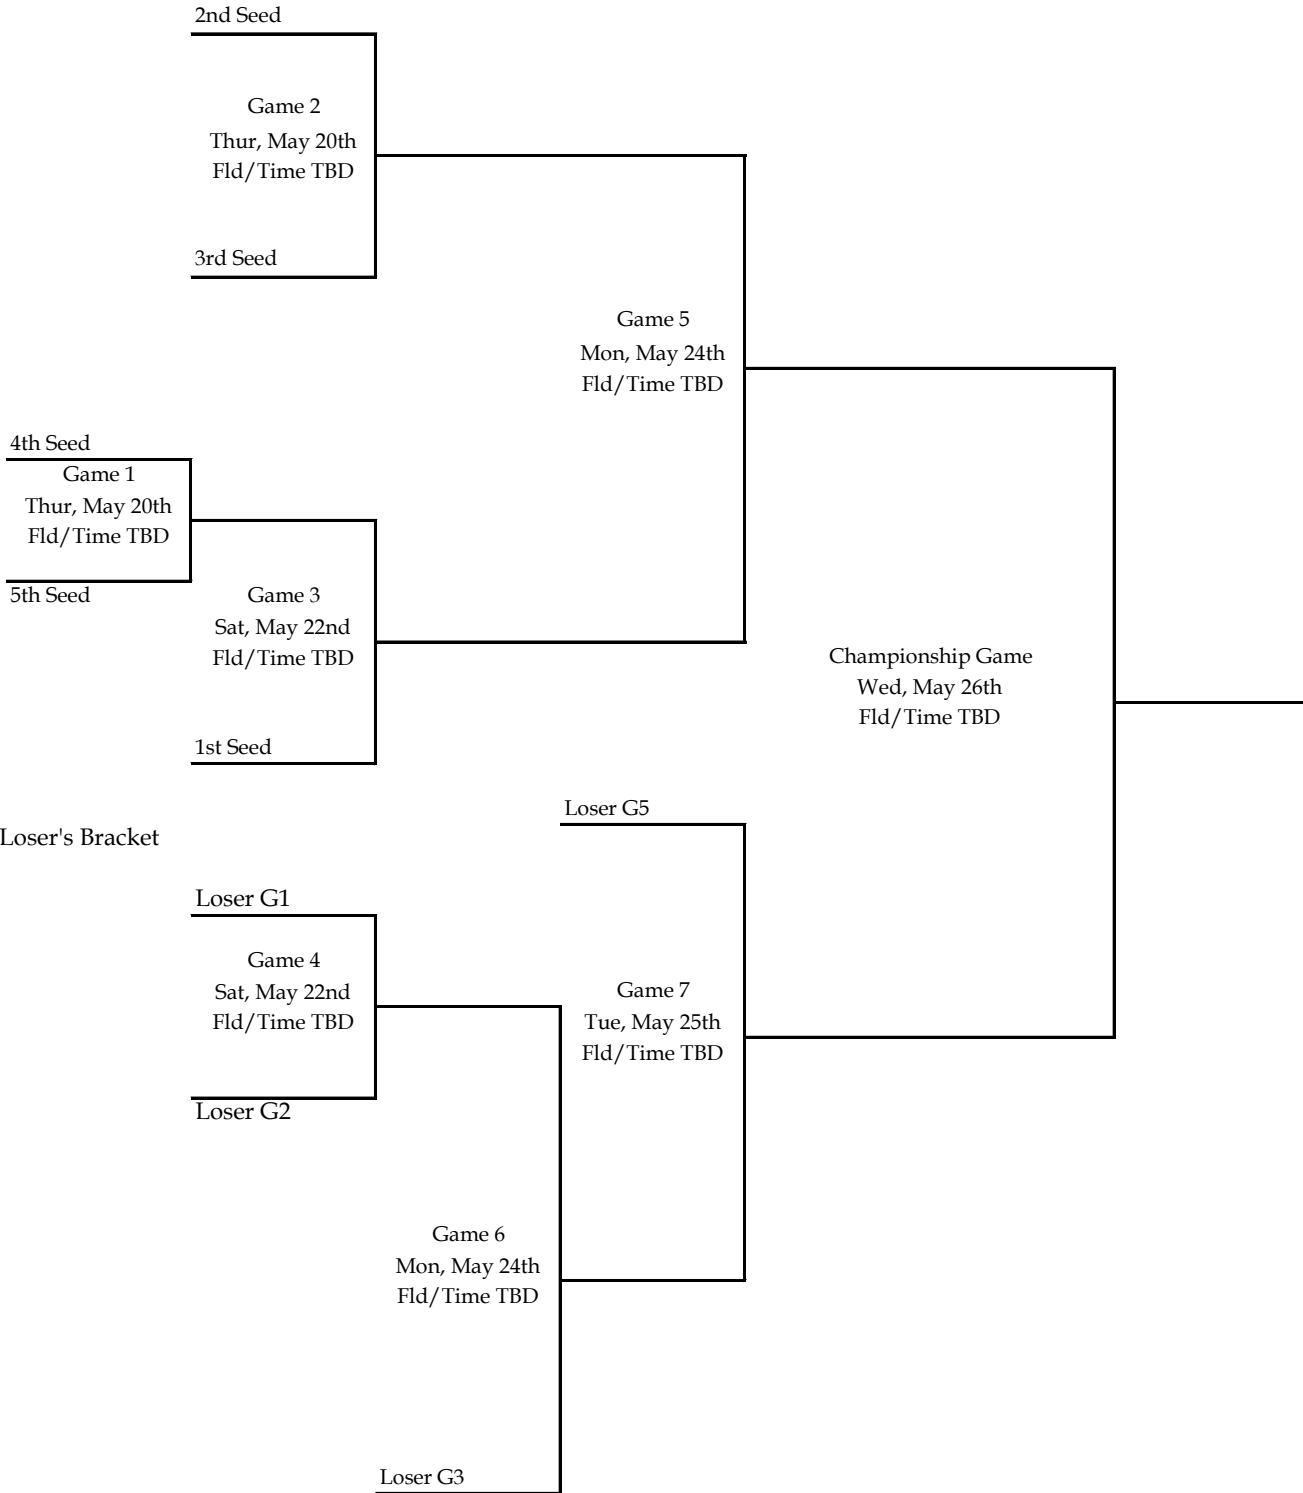 2nd Seed
Game 2
Thur, May 20th
Fld/Time TBD
3rd Seed
Game 5
Mon, May 24th
Fld/Time TBD
4th Seed
Game 1
Thur, May 20th
Fld/Time TBD
5th Seed
Game 3
Sat, May 22nd
Fld/Time TBD
Championship Game
Wed, May 26th
Fld/Time TBD
1st Seed
Loser G5
Loser's Bracket
Loser G1
Game 4
Sat, May 22nd
Fld/Time TBD
Game 7
Tue, May 25th
Fld/Time TBD
Loser G2
Game 6
Mon, May 24th
Fld/Time TBD
Loser G3